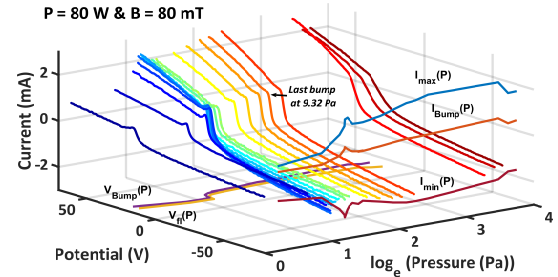 P = 80 W & B = 80 mT
Current (mA)
2
0
-2
Last bump
at 9.32 Pa
I_max(P)
I_Bump(P)
I_min(P)
V_Bump(P)
V_fl(P)
50
0
-50
Potential (V)
0
1
2
3
4
log_e (Pressure (Pa))